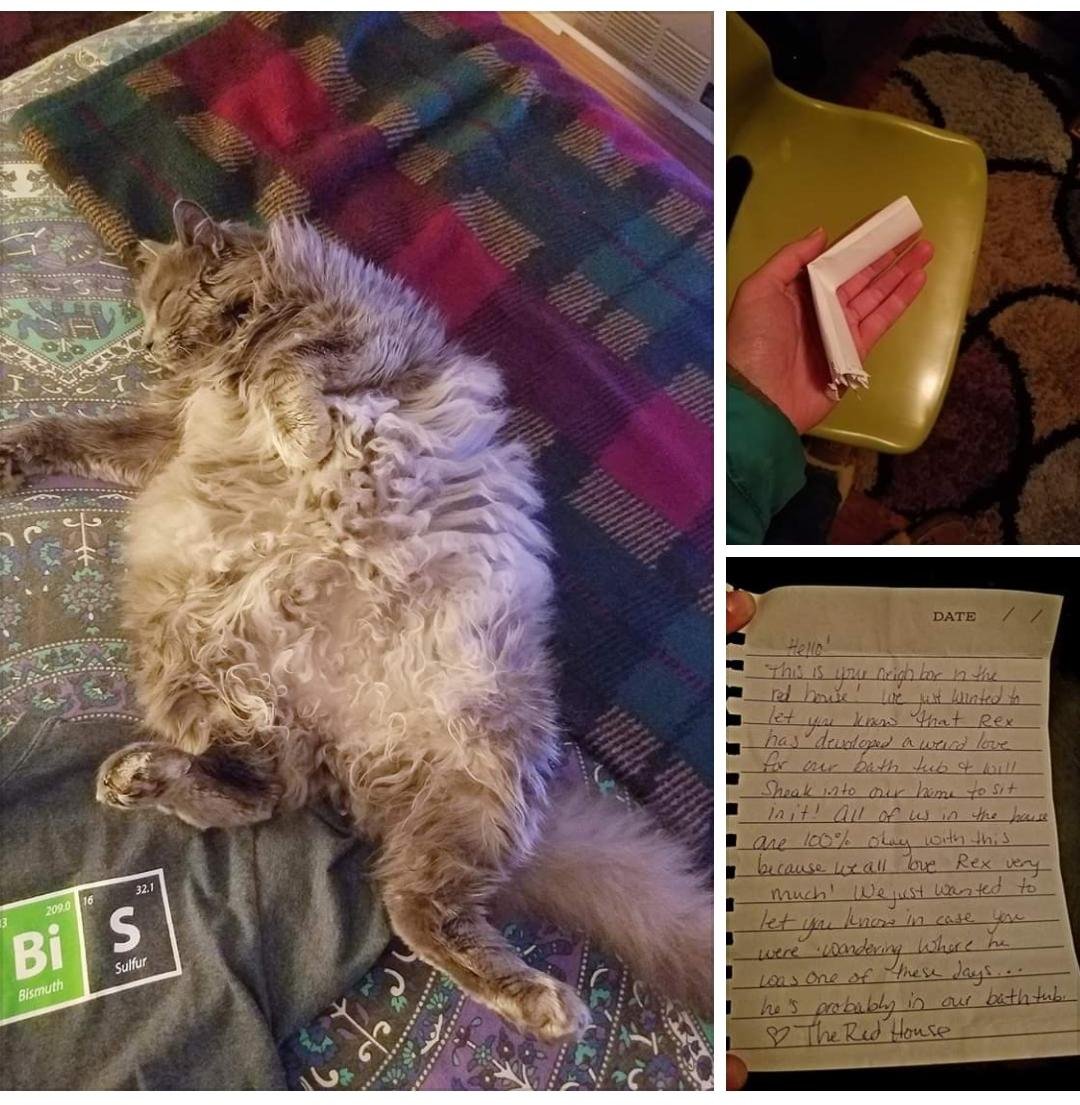 209.0
Bi
Bismuth
16
32.1
S
Sulfur
DATE / /
Hello!
This is your neighbor in the
red house! We just wanted to
let you know that Rex
has developed a weird love
for our bath tub & will
Sneak into our home to sit
in it! All of us in the house
are 100% okay with this
because we all love Rex very
much! We just wanted to
let you know in case you
were wondering where he
was one of these days...
he's probably in our bathtub.
♡ The Red House